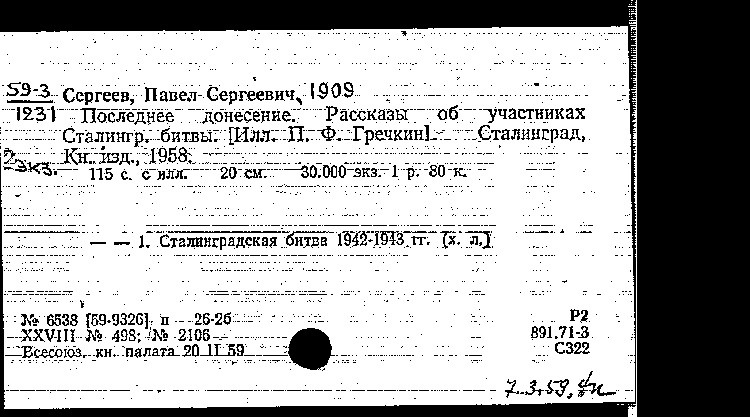 59-3 Сергеев, Павел Сергеевич, 1909
1231 Последнее донесение. Рассказы об участниках
Сталингр. битвы. [Илл. П. Ф. Гречкин]. Сталинград,
2 экз. Кн. изд., 1958.
115 с. с илл. 20 см. 30.000 экз. 1 р. 80 к.
— — 1. Сталинградская битва 1942-1943 гг. (х. л.)
№ 6538 [59-9326] п 26-2б Р2
XXVIII № 498; № 2106 891.71-3
Всесоюз. кн. палата 20 II 59 С322
7.3.59.